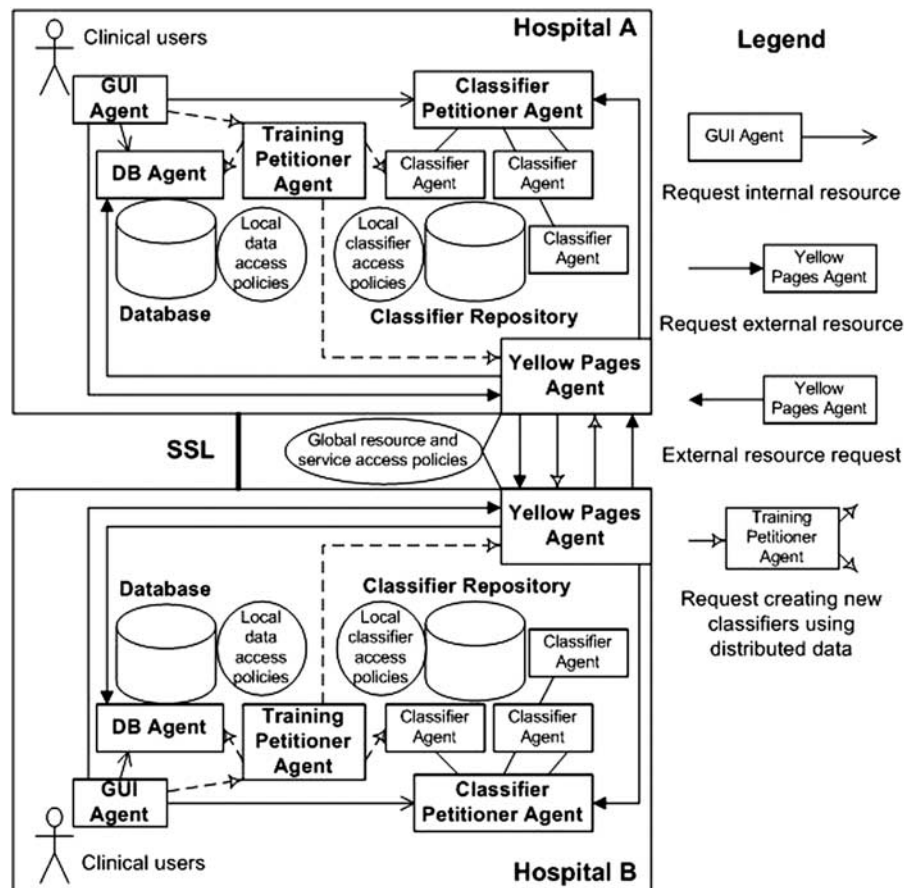 Hospital A
Clinical users
GUI
Agent
Classifier
Petitioner Agent
DB Agent
Training
Petitioner
Agent
Classifier
Agent
Classifier
Agent
Classifier
Agent
Local
data
access
policies
Local
classifier
access
policies
Database
Classifier Repository
Yellow Pages
Agent
SSL
Global resource and
service access policies
Yellow Pages
Agent
Database
Classifier Repository
Local
data
access
policies
Local
classifier
access
policies
Classifier
Agent
DB Agent
Training
Petitioner
Agent
Classifier
Agent
Classifier
Agent
GUI
Agent
Classifier
Petitioner Agent
Clinical users
Hospital B
Legend
GUI Agent
Request internal resource
Yellow
Pages Agent
Request external resource
Yellow
Pages Agent
External resource request
Training
Petitioner
Agent
Request creating new
classifiers using
distributed data